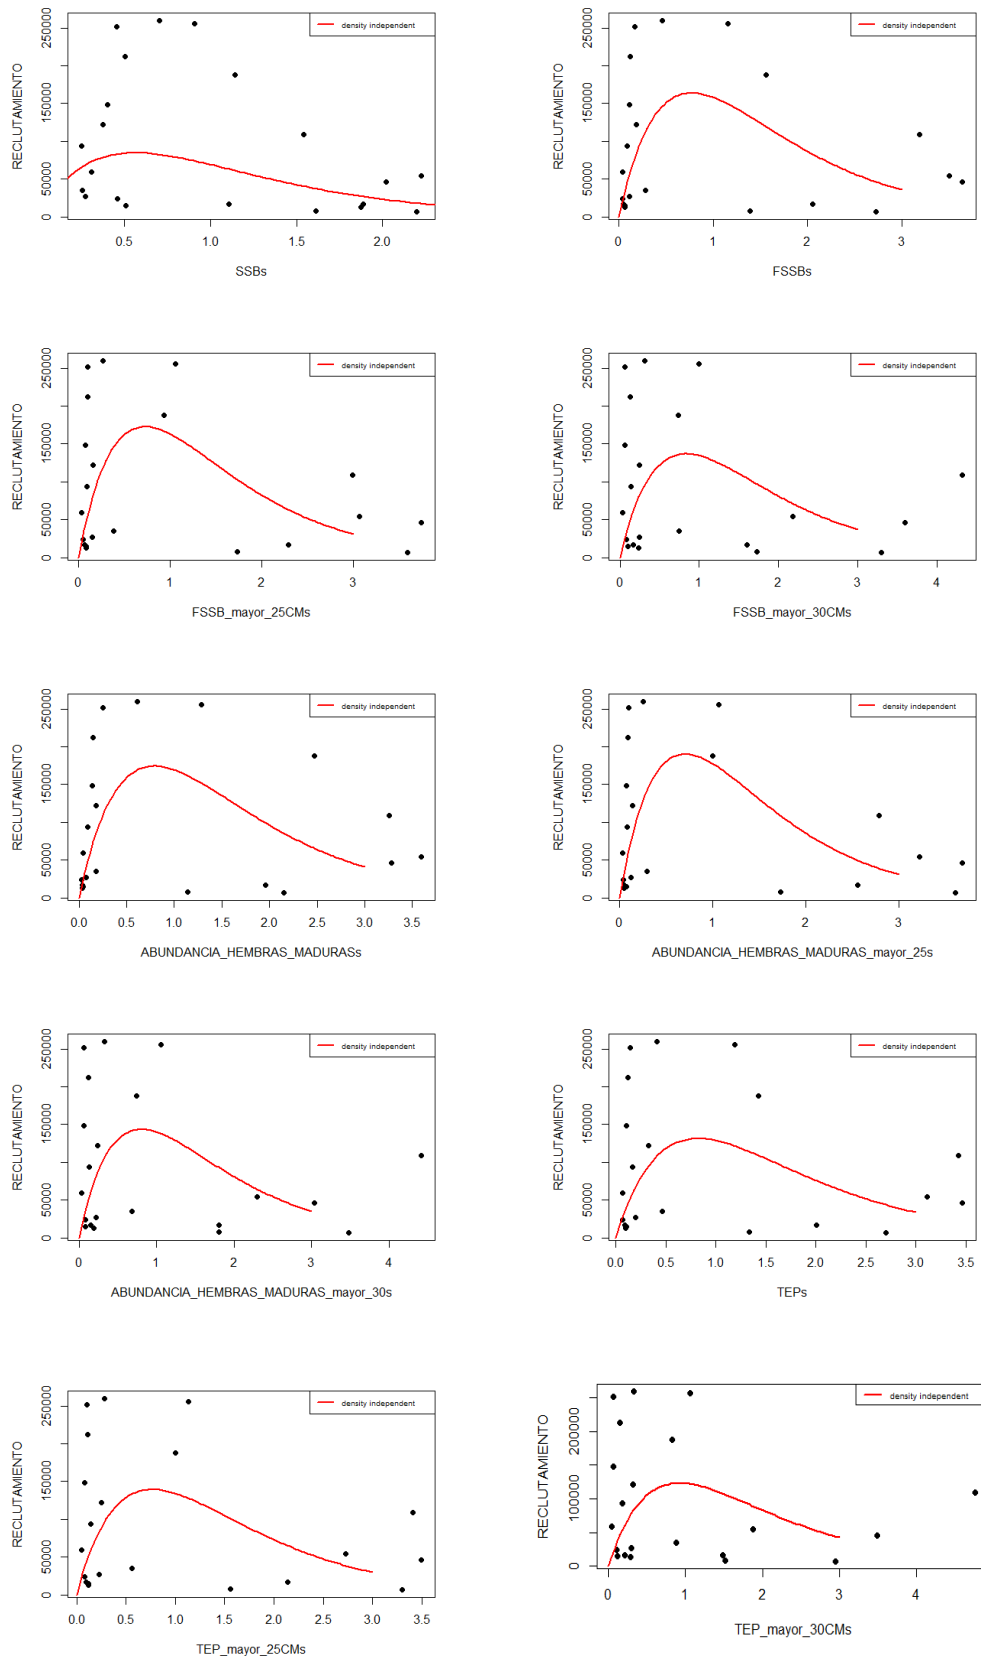 density independent
RECLUTAMIENTO
0 50000 150000 250000
0.5 1.0 1.5 2.0
SSBs
density independent
RECLUTAMIENTO
0 50000 150000 250000
0 1 2 3
FSSBs
density independent
RECLUTAMIENTO
0 50000 150000 250000
0 1 2 3
FSSB_mayor_25CMs
density independent
RECLUTAMIENTO
0 50000 150000 250000
0 1 2 3 4
FSSB_mayor_30CMs
density independent
RECLUTAMIENTO
0 50000 150000 250000
0.0 0.5 1.0 1.5 2.0 2.5 3.0 3.5
ABUNDANCIA_HEMBRAS_MADURASs
density independent
RECLUTAMIENTO
0 50000 150000 250000
0 1 2 3
ABUNDANCIA_HEMBRAS_MADURAS_mayor_25s
density independent
RECLUTAMIENTO
0 50000 150000 250000
0 1 2 3 4
ABUNDANCIA_HEMBRAS_MADURAS_mayor_30s
density independent
RECLUTAMIENTO
0 50000 150000 250000
0.0 0.5 1.0 1.5 2.0 2.5 3.0 3.5
TEPs
density independent
RECLUTAMIENTO
0 50000 150000 250000
0.0 0.5 1.0 1.5 2.0 2.5 3.0 3.5
TEP_mayor_25CMs
density independent
RECLUTAMIENTO
0 50000 100000 200000
0 1 2 3 4
TEP_mayor_30CMs